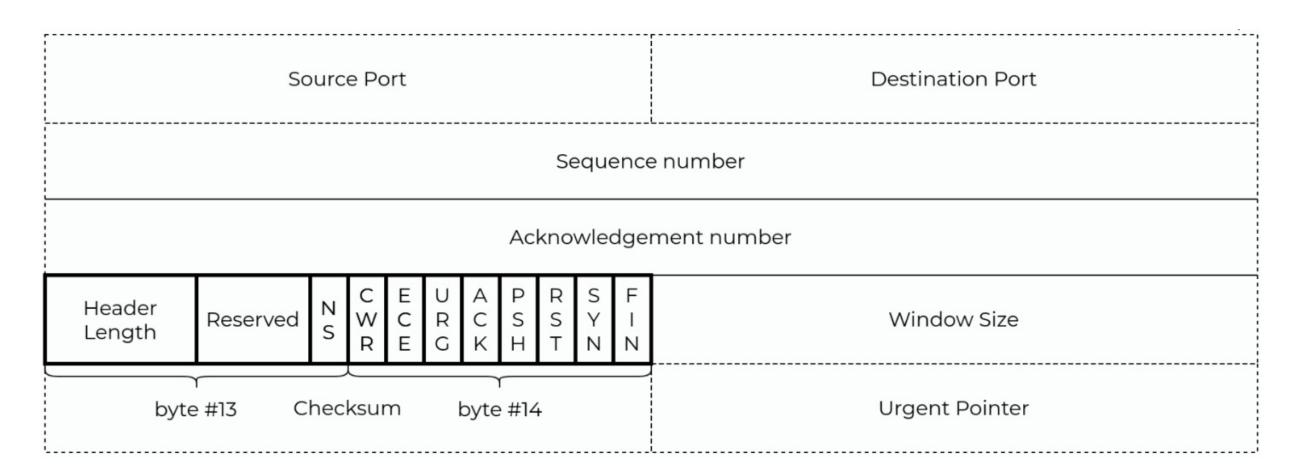 Source Port
Destination Port
Sequence number
Acknowledgement number
Header
Length
Reserved
NS
CWR
ECE
URG
ACK
PSH
RST
SYN
FIN
Window Size
byte #13
Checksum
byte #14
Urgent Pointer